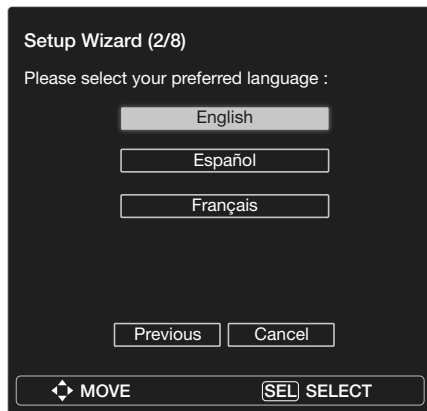 Setup Wizard (2/8)
Please select your preferred language :
English
Español
Français
Previous Cancel
MOVE SEL SELECT